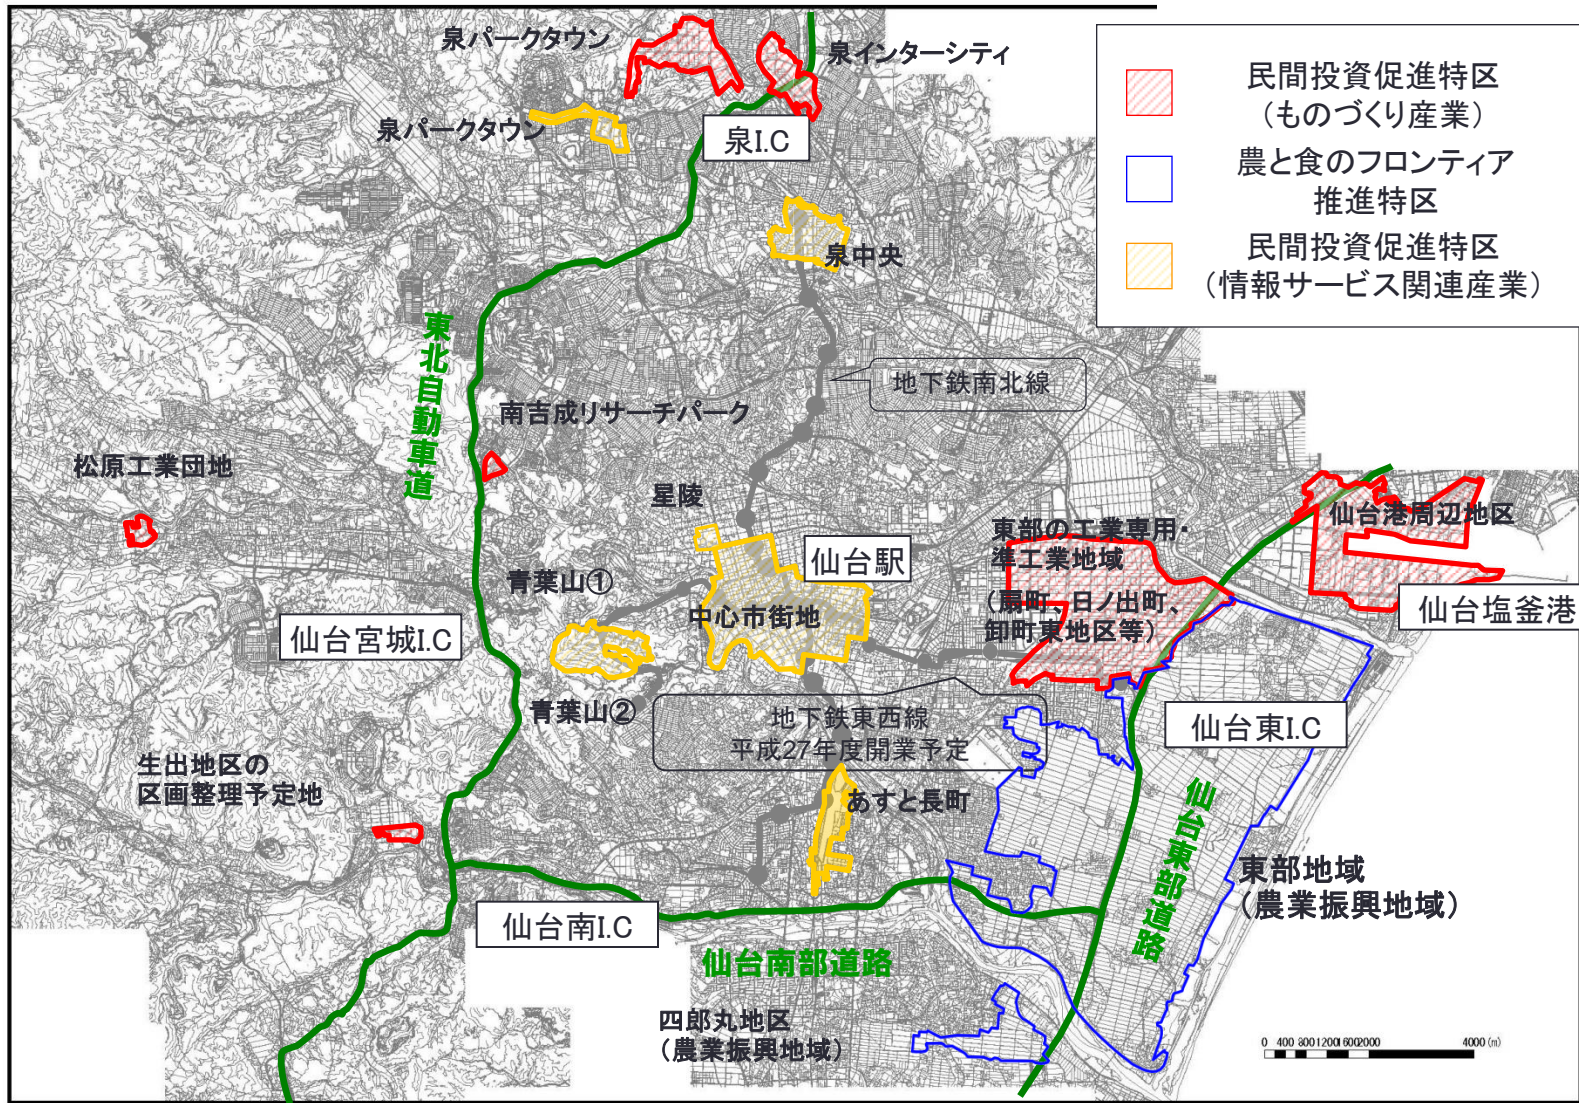 泉パークタウン
泉インターシティ
泉パークタウン
泉I.C
民間投資促進特区
(ものづくり産業)
農と食のフロンティア
推進特区
民間投資促進特区
(情報サービス関連産業)
泉中央
東北自動車道
地下鉄南北線
南吉成リサーチパーク
松原工業団地
星陵
仙台駅
東部の工業専用・
準工業地域
(扇町、日ノ出町、
卸町東地区等)
仙台港周辺地区
仙台塩釜港
青葉山①
中心市街地
仙台宮城I.C
青葉山②
地下鉄東西線
平成27年度開業予定
仙台東I.C
生出地区の
区画整理予定地
あすと長町
仙台東部道路
東部地域
(農業振興地域)
仙台南I.C
仙台南部道路
四郎丸地区
(農業振興地域)
0 400 800 1200 1600 2000 4000 (m)